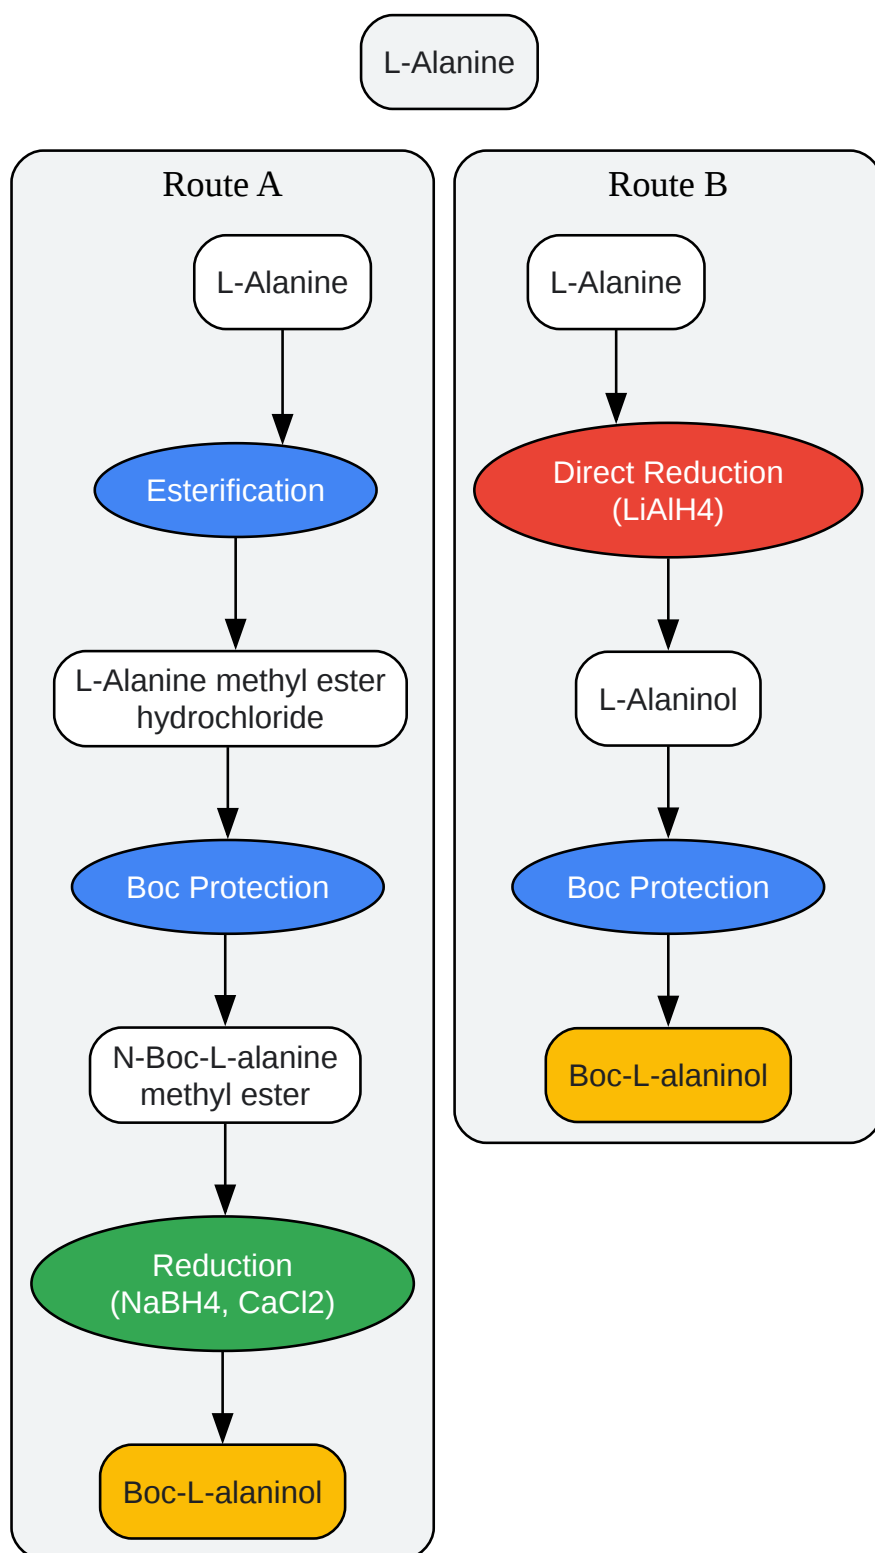 L-Alanine
Route A
L-Alanine
Esterification
L-Alanine methyl ester
hydrochloride
Boc Protection
N-Boc-L-alanine
methyl ester
Reduction
(NaBH4, CaCl2)
Boc-L-alaninol
Route B
L-Alanine
Direct Reduction
(LiAlH4)
L-Alaninol
Boc Protection
Boc-L-alaninol